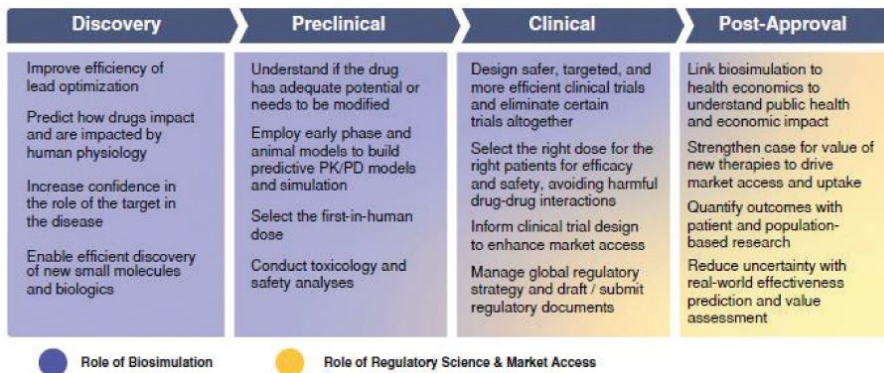 Discovery
Improve efficiency of
lead optimization
Predict how drugs impact
and are impacted by
human physiology
Increase confidence in
the role of the target in
the disease
Enable efficient discovery
of new small molecules
and biologics
Preclinical
Understand if the drug
has adequate potential or
needs to be modified
Employ early phase and
animal models to build
predictive PK/PD models
and simulation
Select the first-in-human
dose
Conduct toxicology and
safety analyses
Clinical
Design safer, targeted, and
more efficient clinical trials
and eliminate certain
trials altogether
Select the right dose for the
right patients for efficacy
and safety, avoiding harmful
drug-drug interactions
Inform clinical trial design
to enhance market access
Manage global regulatory
strategy and draft / submit
regulatory documents
Post-Approval
Link biosimulation to
health economics to
understand public health
and economic impact
Strengthen case for value of
new therapies to drive
market access and uptake
Quantify outcomes with
patient and population-
based research
Reduce uncertainty with
real-world effectiveness
prediction and value
assessment
Role of Biosimulation
Role of Regulatory Science & Market Access